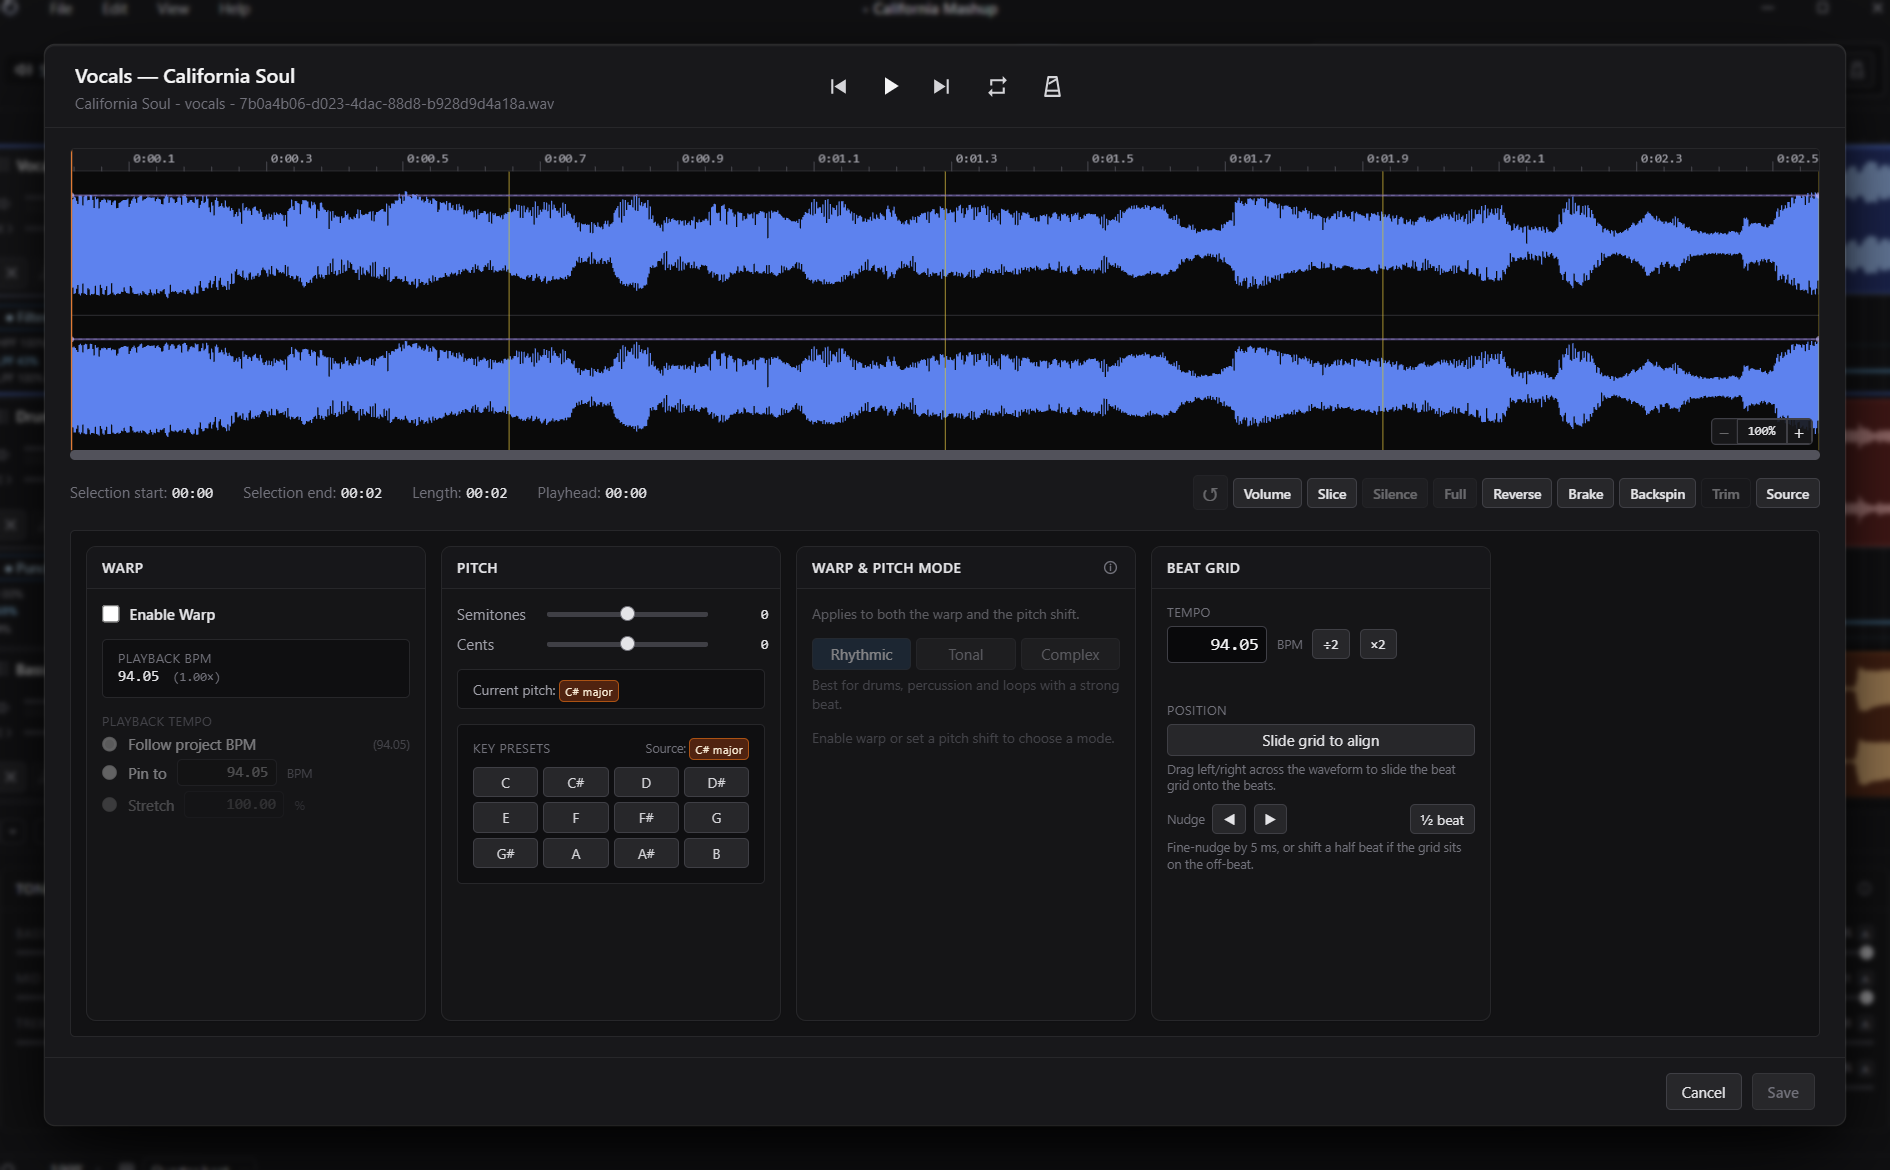 File Edit View Help
- California Mashup
Vocals — California Soul
California Soul - vocals - 7b0a4b06-d023-4dac-88d8-b928d9d4a18a.wav
0:00.1 0:00.3 0:00.5 0:00.7 0:00.9 0:01.1 0:01.3 0:01.5 0:01.7 0:01.9 0:02.1 0:02.3 0:02.5
− 100% +
Selection start: 00:00 Selection end: 00:02 Length: 00:02 Playhead: 00:00
Volume Slice Silence Full Reverse Brake Backspin Trim Source
WARP
Enable Warp
PLAYBACK BPM
94.05 (1.00×)
PLAYBACK TEMPO
Follow project BPM (94.05)
Pin to 94.05 BPM
Stretch 100.00 %
PITCH
Semitones 0
Cents 0
Current pitch: C# major
KEY PRESETS Source: C# major
C C# D D#
E F F# G
G# A A# B
WARP & PITCH MODE
Applies to both the warp and the pitch shift.
Rhythmic Tonal Complex
Best for drums, percussion and loops with a strong
beat.
Enable warp or set a pitch shift to choose a mode.
BEAT GRID
TEMPO
94.05 BPM ÷2 ×2
POSITION
Slide grid to align
Drag left/right across the waveform to slide the beat
grid onto the beats.
Nudge ◀ ▶ ½ beat
Fine-nudge by 5 ms, or shift a half beat if the grid sits
on the off-beat.
Cancel Save